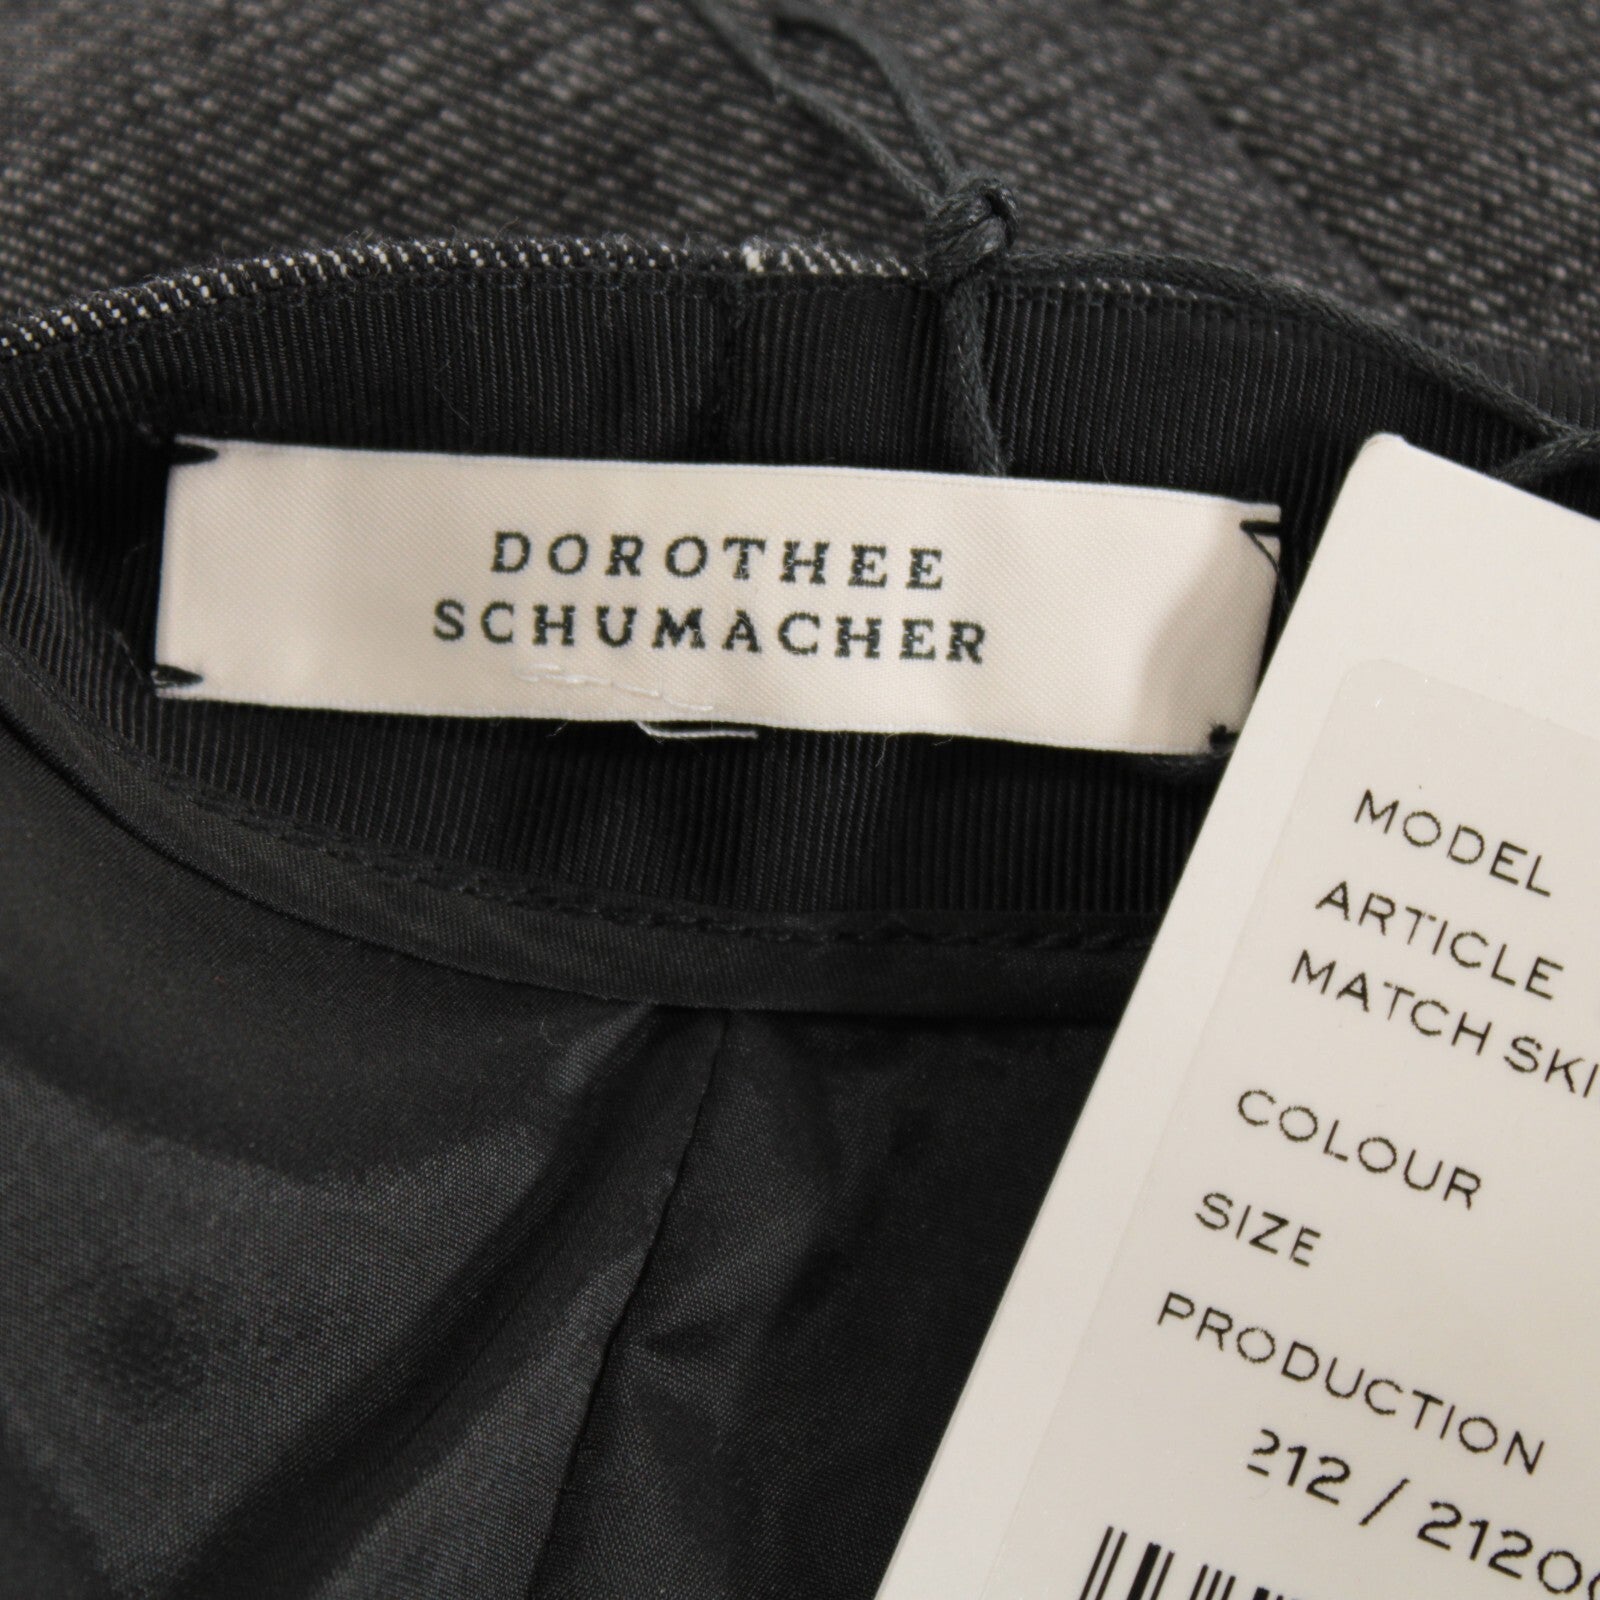 DOROTHEE
SCHUMACHER
MODEL
ARTICLE
MATCH SKI
COLOUR
SIZE
PRODUCTION
212 / 2120